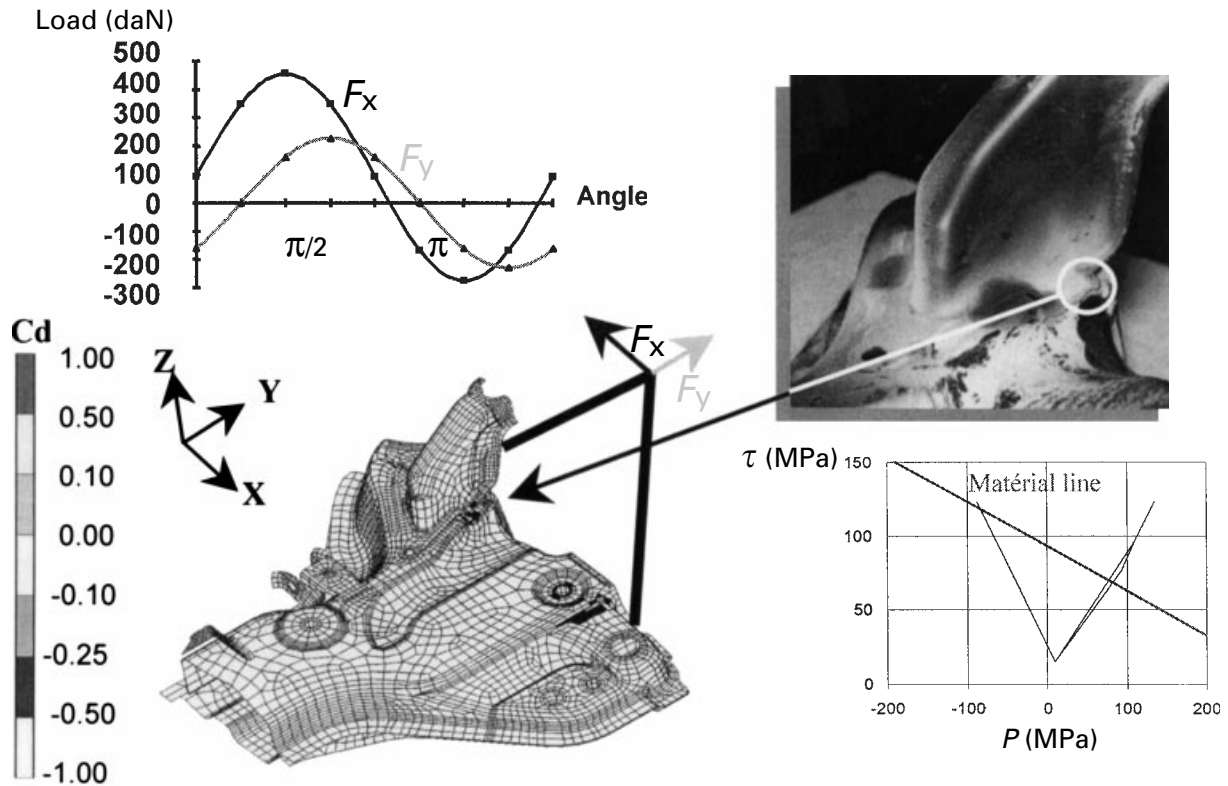 Load (daN)
500
400
300
200
100
0
-100
-200
-300
Fx
Fy
Angle
π/2
π
Cd
1.00
0.50
0.10
0.00
-0.10
-0.25
-0.50
-1.00
Z
Y
X
Fx
Fy
τ (MPa)
150
100
50
0
Matérial line
-200
-100
0
100
200
P (MPa)